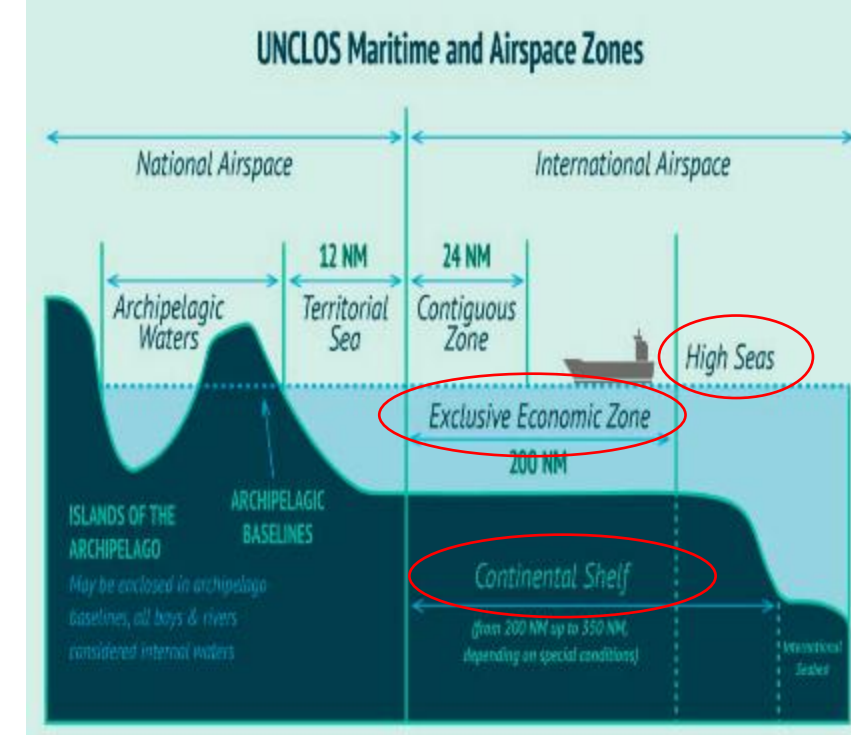 UNCLOS Maritime and Airspace Zones
National Airspace
International Airspace
12 NM
24 NM
Archipelagic
Waters
Territorial
Sea
Contiguous
Zone
High Seas
Exclusive Economic Zone
200 NM
ARCHIPELAGIC
BASELINES
ISLANDS OF THE
ARCHIPELAGO
May be enclosed in archipelago
baselines, all bays & rivers
considered internal waters
Continental Shelf
(from 200 NM up to 350 NM,
depending on special conditions)
International
Seabed